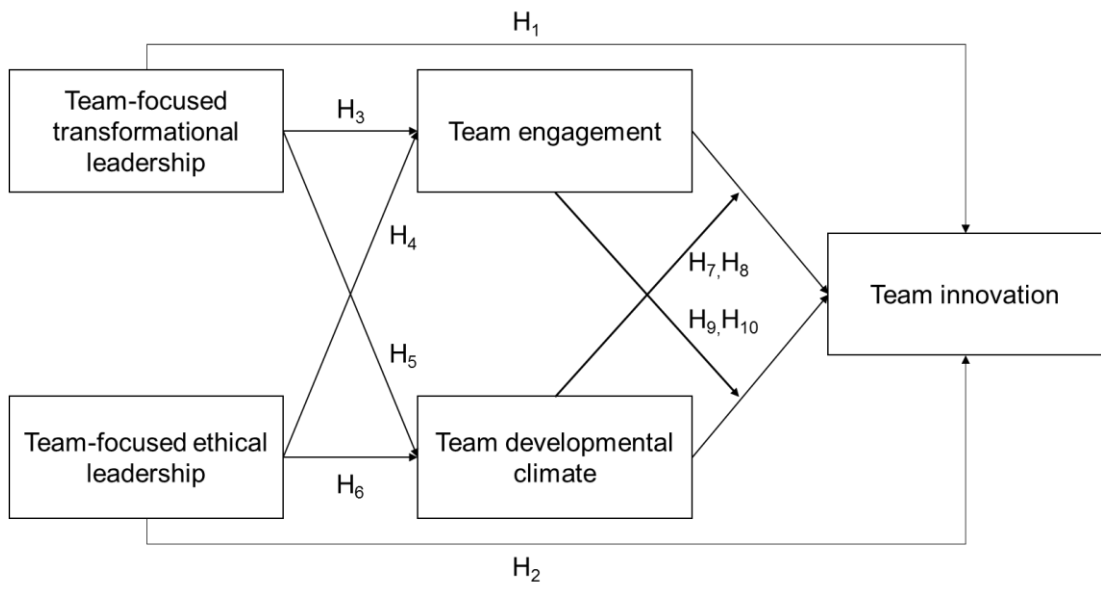 H₁
Team-focused
transformational
leadership
H₃
Team engagement
H₄
H₇,H₈
Team innovation
H₉,H₁₀
H₅
Team-focused ethical
leadership
H₆
Team developmental
climate
H₂